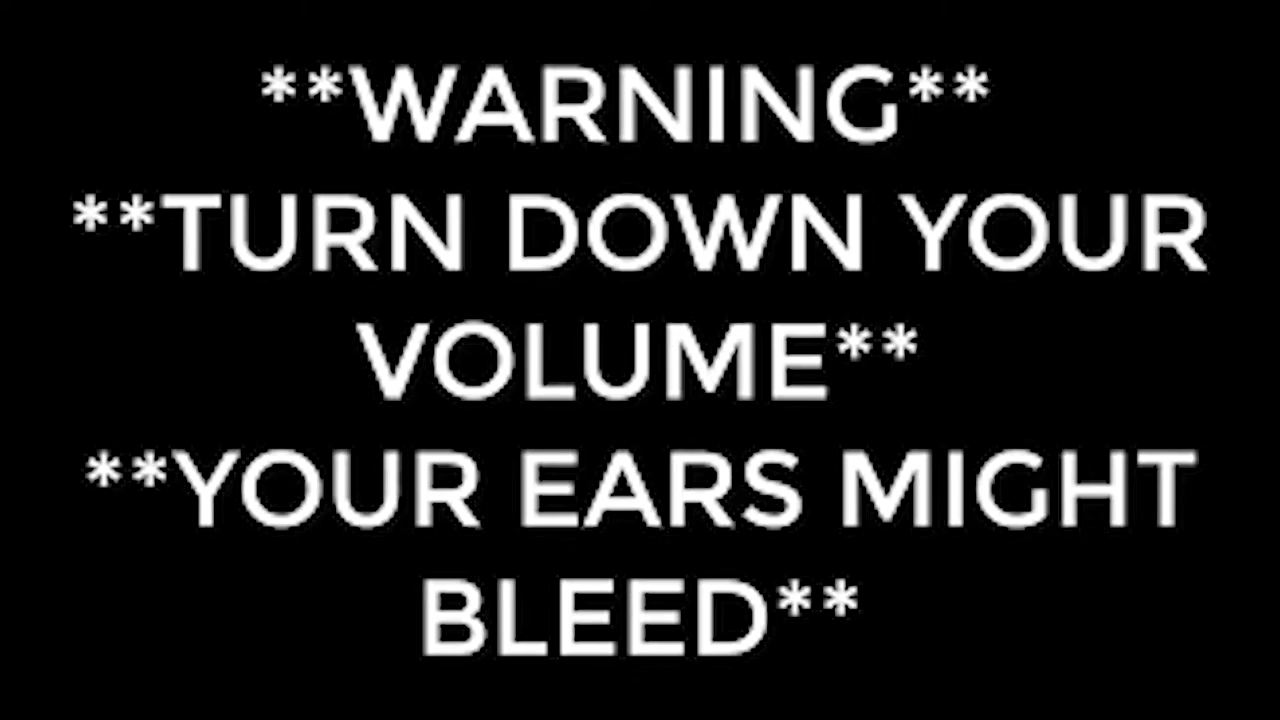 **WARNING**
**TURN DOWN YOUR
VOLUME**
**YOUR EARS MIGHT
BLEED**